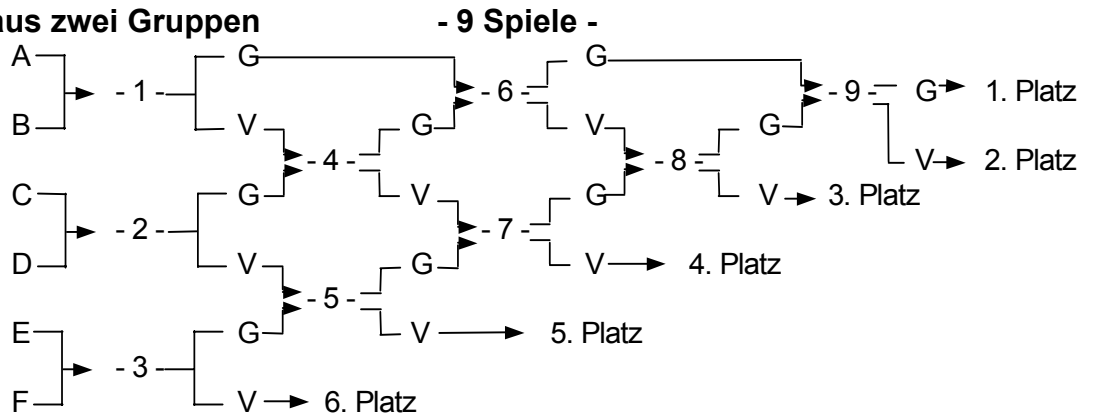 aus zwei Gruppen - 9 Spiele -
A G G
- 1 - - 6 - - 9 - G 1. Platz
B V G V G
- 4 - - 8 - V 2. Platz
C G V G V 3. Platz
- 2 - - 7 -
D V G V 4. Platz
- 5 -
E G V 5. Platz
- 3 -
F V 6. Platz